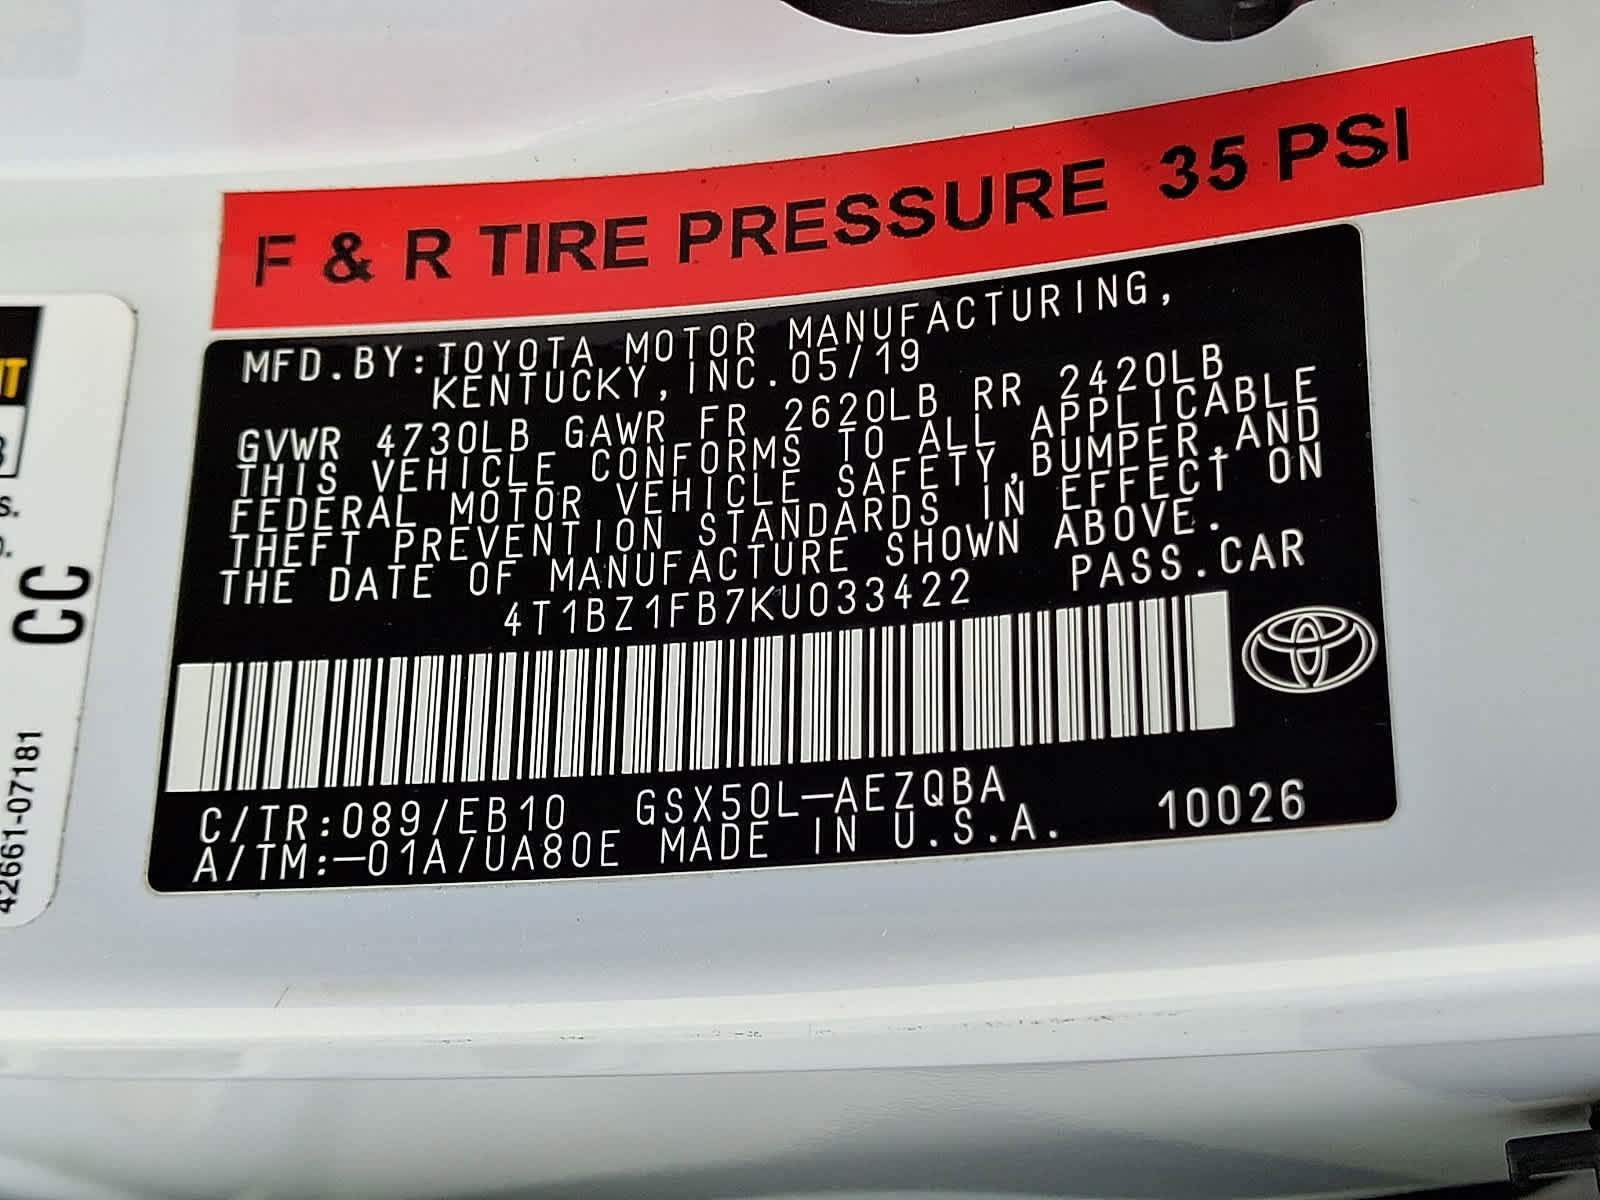 F & R TIRE PRESSURE 35 PSI
MFD.BY:TOYOTA MOTOR MANUFACTURING,
KENTUCKY,INC.05/19
GVWR 4730LB GAWR FR 2620LB RR 2420LB
THIS VEHICLE CONFORMS TO ALL APPLICABLE
FEDERAL MOTOR VEHICLE SAFETY,BUMPER,AND
THEFT PREVENTION STANDARDS IN EFFECT ON
THE DATE OF MANUFACTURE SHOWN ABOVE.
4T1BZ1FB7KU033422 PASS.CAR
C/TR:089/EB10 GSX50L-AEZQBA
A/TM:-01A/UA80E MADE IN U.S.A. 10026
CC
42661-07181